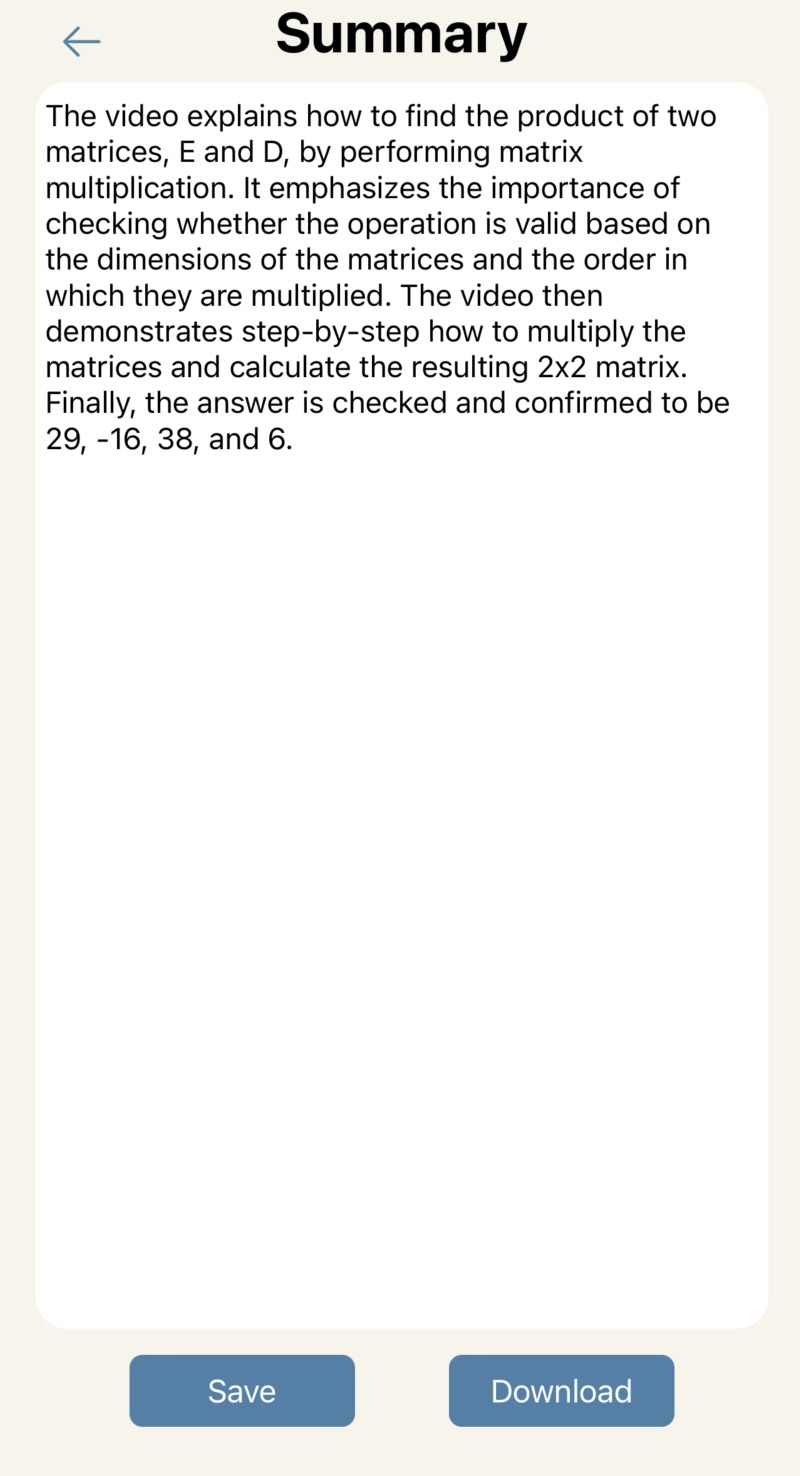 Summary
The video explains how to find the product of two
matrices, E and D, by performing matrix
multiplication. It emphasizes the importance of
checking whether the operation is valid based on
the dimensions of the matrices and the order in
which they are multiplied. The video then
demonstrates step-by-step how to multiply the
matrices and calculate the resulting 2x2 matrix.
Finally, the answer is checked and confirmed to be
29, -16, 38, and 6.
Save
Download